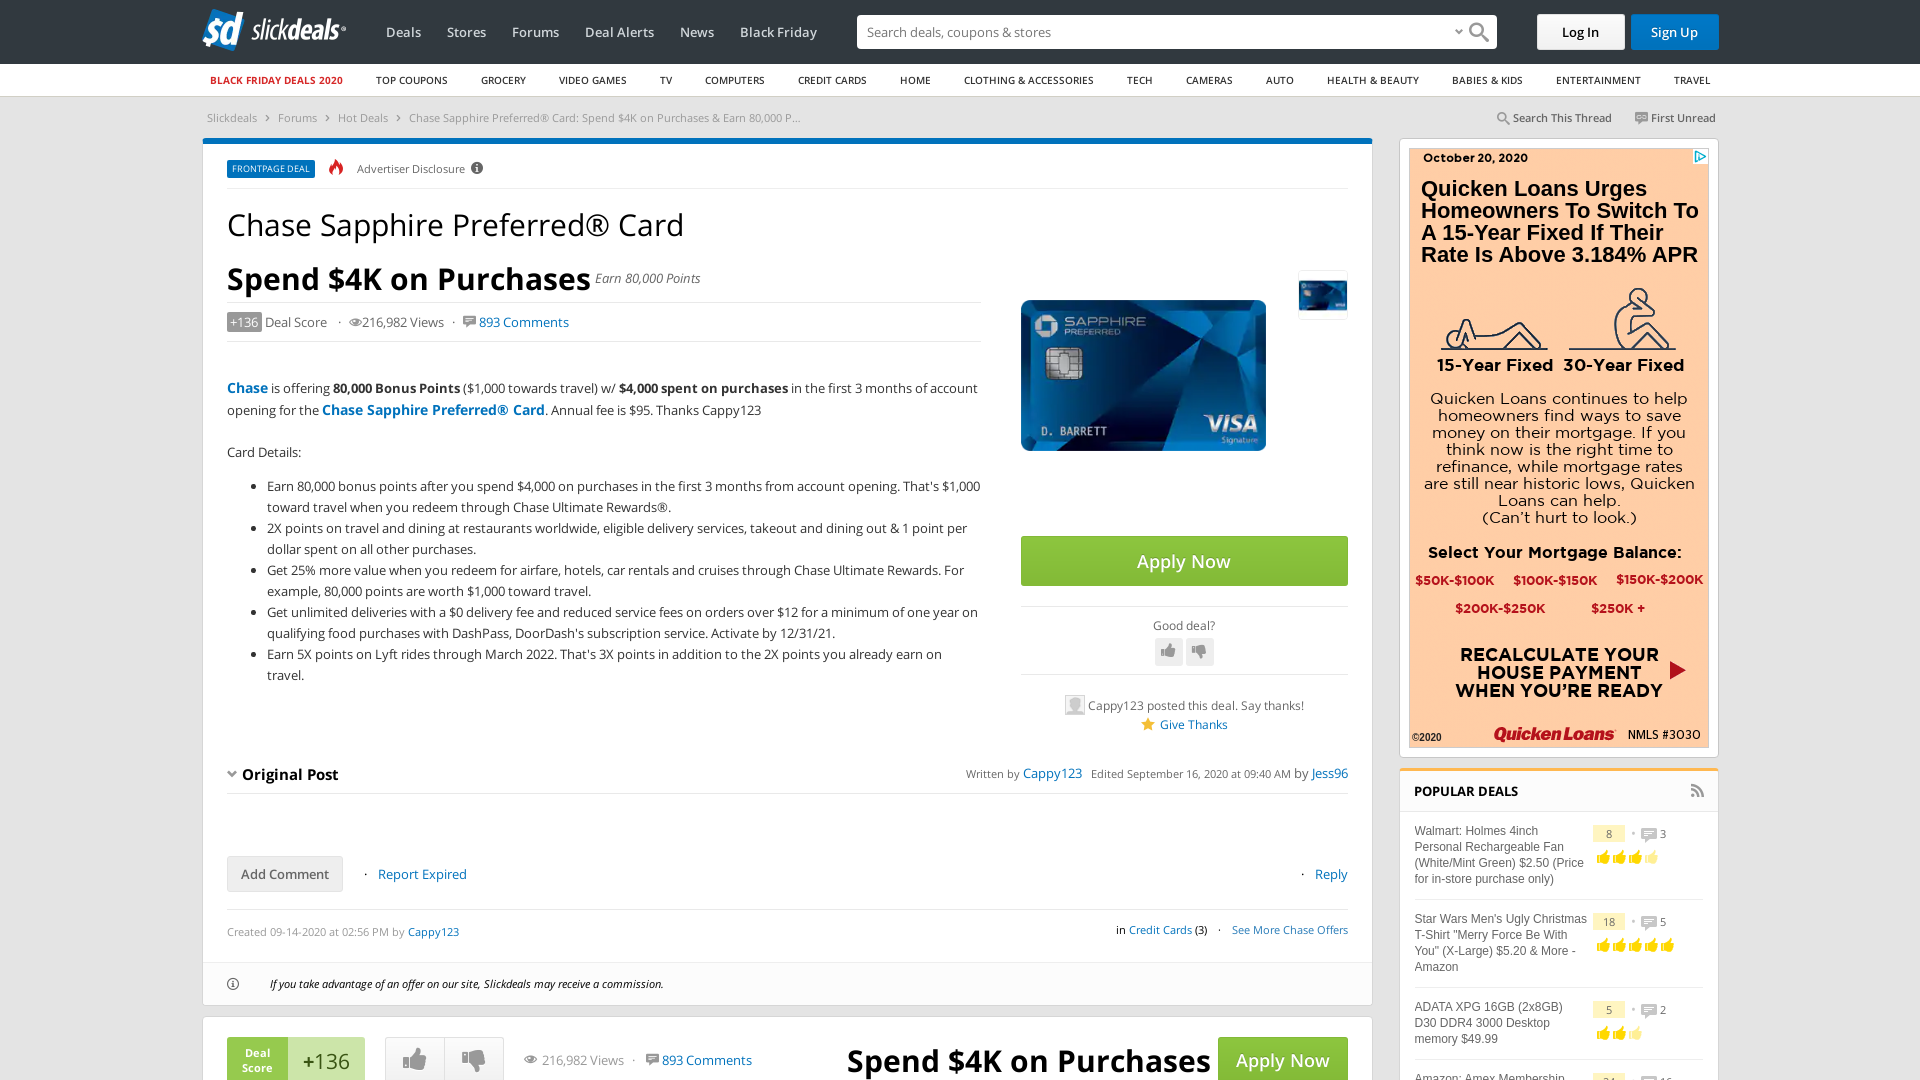 slickdeals
Deals
Stores
Forums
Deal Alerts
News
Black Friday
Search deals, coupons & stores
Log In
Sign Up
BLACK FRIDAY DEALS 2020
TOP COUPONS
GROCERY
VIDEO GAMES
TV
COMPUTERS
CREDIT CARDS
HOME
CLOTHING & ACCESSORIES
TECH
CAMERAS
AUTO
HEALTH & BEAUTY
BABIES & KIDS
ENTERTAINMENT
TRAVEL
Slickdeals › Forums › Hot Deals › Chase Sapphire Preferred® Card: Spend $4K on Purchases & Earn 80,000 P...
Search This Thread
First Unread
FRONTPAGE DEAL
Advertiser Disclosure
Chase Sapphire Preferred® Card
Spend $4K on Purchases Earn 80,000 Points
+136 Deal Score · 216,982 Views · 893 Comments
Chase is offering 80,000 Bonus Points ($1,000 towards travel) w/ $4,000 spent on purchases in the first 3 months of account
opening for the Chase Sapphire Preferred® Card. Annual fee is $95. Thanks Cappy123
Card Details:
• Earn 80,000 bonus points after you spend $4,000 on purchases in the first 3 months from account opening. That's $1,000
toward travel when you redeem through Chase Ultimate Rewards®.
• 2X points on travel and dining at restaurants worldwide, eligible delivery services, takeout and dining out & 1 point per
dollar spent on all other purchases.
• Get 25% more value when you redeem for airfare, hotels, car rentals and cruises through Chase Ultimate Rewards. For
example, 80,000 points are worth $1,000 toward travel.
• Get unlimited deliveries with a $0 delivery fee and reduced service fees on orders over $12 for a minimum of one year on
qualifying food purchases with DashPass, DoorDash's subscription service. Activate by 12/31/21.
• Earn 5X points on Lyft rides through March 2022. That's 3X points in addition to the 2X points you already earn on
travel.
SAPPHIRE
PREFERRED
D. BARRETT
VISA
Signature
Apply Now
Good deal?
Cappy123 posted this deal. Say thanks!
Give Thanks
Original Post
Written by Cappy123 Edited September 16, 2020 at 09:40 AM by Jess96
Add Comment
· Report Expired
· Reply
Created 09-14-2020 at 02:56 PM by Cappy123
in Credit Cards (3) · See More Chase Offers
If you take advantage of an offer on our site, Slickdeals may receive a commission.
Deal
Score
+136
216,982 Views · 893 Comments
Spend $4K on Purchases
Apply Now
October 20, 2020
Quicken Loans Urges
Homeowners To Switch To
A 15-Year Fixed If Their
Rate Is Above 3.184% APR
15-Year Fixed 30-Year Fixed
Quicken Loans continues to help
homeowners find ways to save
money on their mortgage. If you
think now is the right time to
refinance, while mortgage rates
are still near historic lows, Quicken
Loans can help.
(Can't hurt to look.)
Select Your Mortgage Balance:
$50K-$100K $100K-$150K $150K-$200K
$200K-$250K $250K +
RECALCULATE YOUR
HOUSE PAYMENT
WHEN YOU'RE READY
©2020 Quicken Loans NMLS #3030
POPULAR DEALS
Walmart: Holmes 4inch
Personal Rechargeable Fan
(White/Mint Green) $2.50 (Price
for in-store purchase only)
8 · 3
Star Wars Men's Ugly Christmas
T-Shirt "Merry Force Be With
You" (X-Large) $5.20 & More -
Amazon
18 · 5
ADATA XPG 16GB (2x8GB)
D30 DDR4 3000 Desktop
memory $49.99
5 · 2
Amazon: Amex Membership